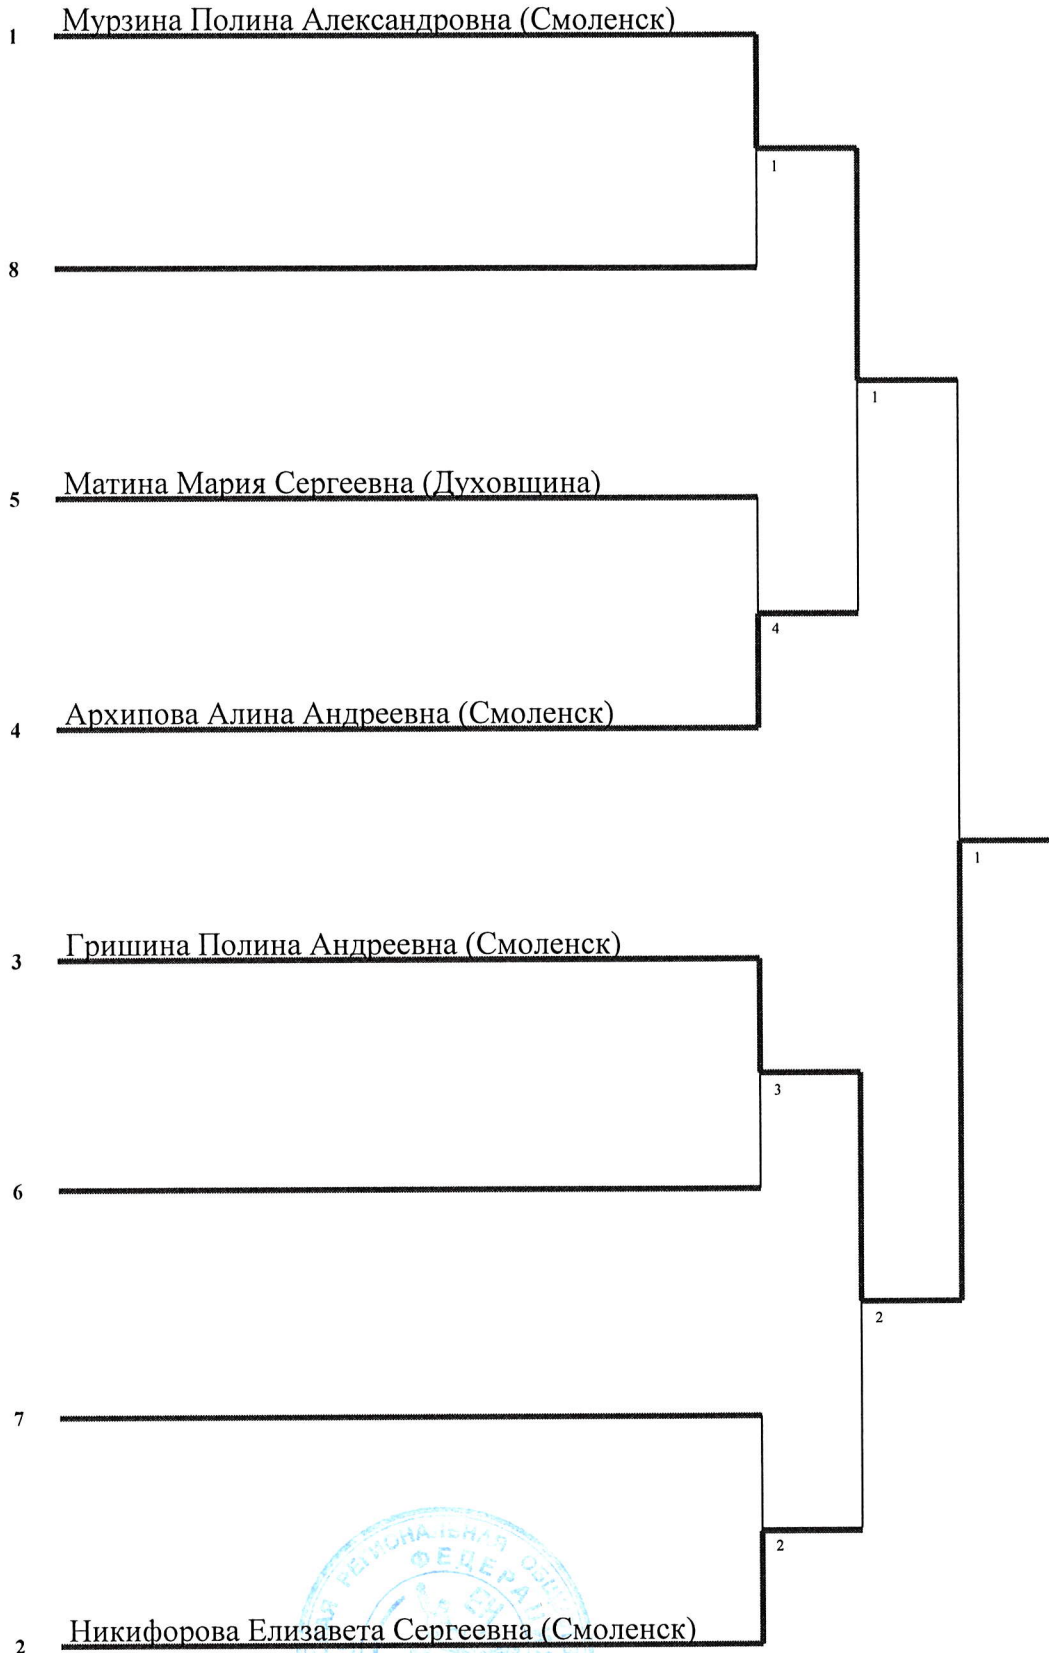 1 Мурзина Полина Александровна (Смоленск)
1
8
1
5 Матина Мария Сергеевна (Духовщина)
4
4 Архипова Алина Андреевна (Смоленск)
1
3 Гришина Полина Андреевна (Смоленск)
3
6
2
7
РЕГИОНАЛЬНАЯ
2
2 Никифорова Елизавета Сергеевна (Смоленск)